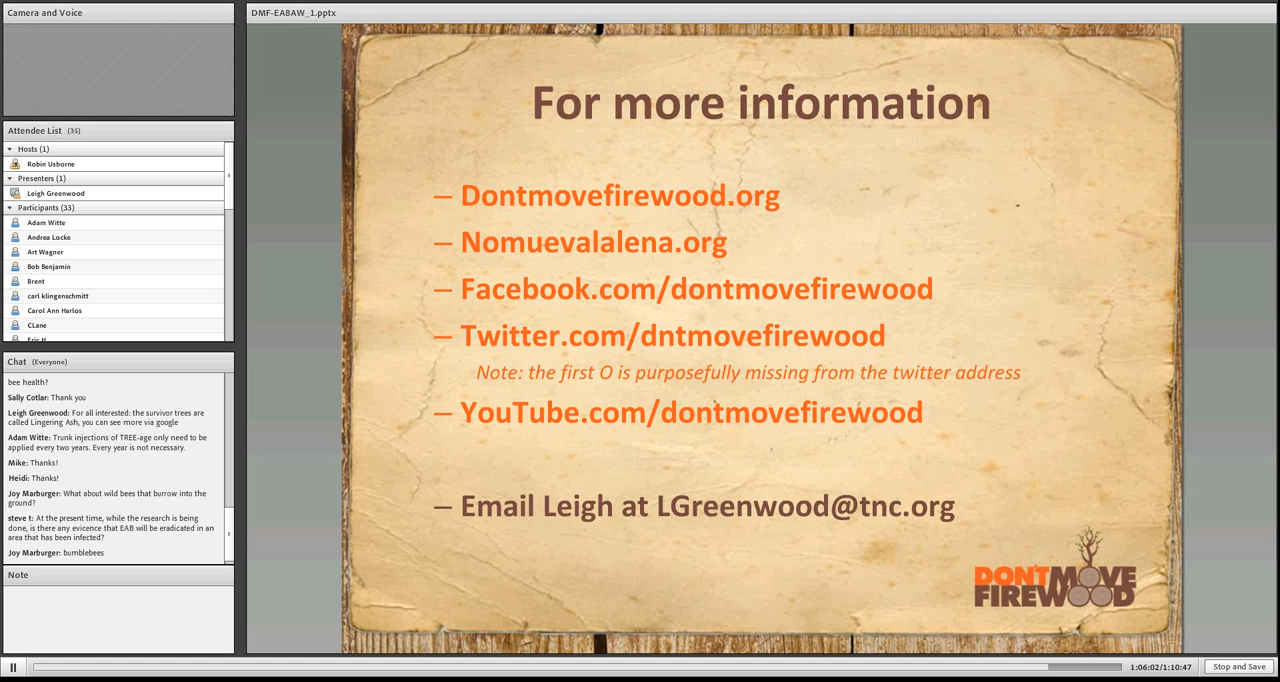 Camera and Voice
Attendee List (35)
Hosts (1)
Robin Usborne
Presenters (1)
Leigh Greenwood
Participants (33)
Adam Witte
Andrea Locke
Art Wagner
Bob Benjamin
Brent
carl klingenschmitt
Carol Ann Harlos
CLane
Eric H
Chat (Everyone)
bee health?
Sally Cotlar: Thank you
Leigh Greenwood: For all interested: the survivor trees are
called Lingering Ash, you can see more via google
Adam Witte: Trunk injections of TREE-age only need to be
applied every two years. Every year is not necessary.
Mike: Thanks!
Heidi: Thanks!
Joy Marburger: What about wild bees that burrow into the
ground?
steve t: At the present time, while the research is being
done, is there any evicence that EAB will be eradicated in an
area that has been infected?
Joy Marburger: bumblebees
Note
DMF-EABAW_1.pptx
For more information
– Dontmovefirewood.org
– Nomuevalalena.org
– Facebook.com/dontmovefirewood
– Twitter.com/dntmovefirewood
Note: the first O is purposefully missing from the twitter address
– YouTube.com/dontmovefirewood
– Email Leigh at LGreenwood@tnc.org
DONT MOVE
FIREWOOD
1:06:02/1:10:47
Stop and Save